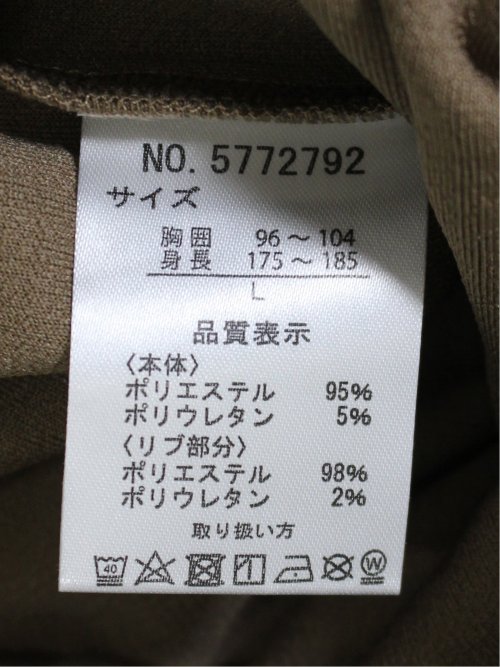 NO. 5772792
サイズ
胸囲 96～104
身長 175～185
L
品質表示
〈本体〉
ポリエステル 95%
ポリウレタン 5%
〈リブ部分〉
ポリエステル 98%
ポリウレタン 2%
取り扱い方
40 W